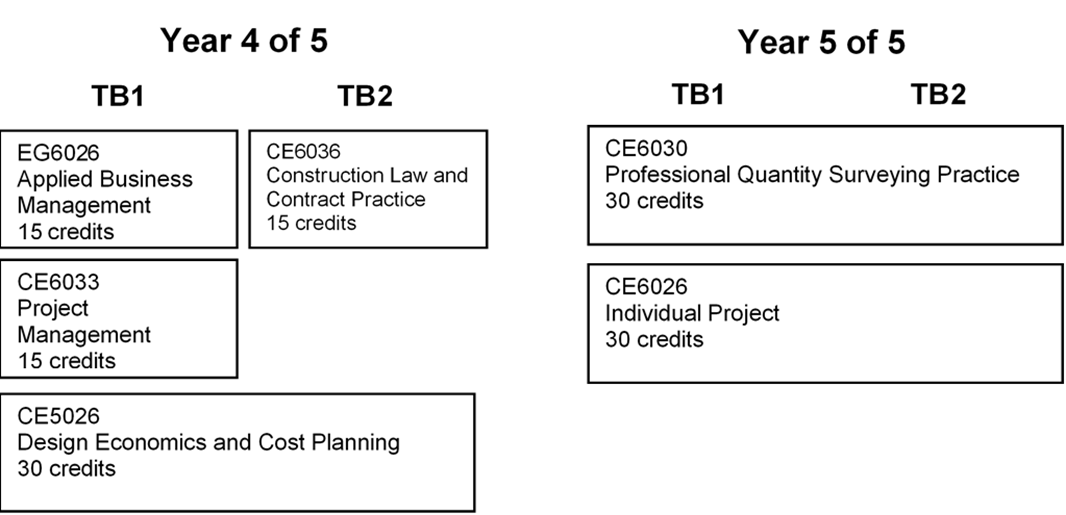 Year 4 of 5
TB1
TB2
EG6026
Applied Business
Management
15 credits
CE6036
Construction Law and
Contract Practice
15 credits
CE6033
Project
Management
15 credits
CE5026
Design Economics and Cost Planning
30 credits
Year 5 of 5
TB1
TB2
CE6030
Professional Quantity Surveying Practice
30 credits
CE6026
Individual Project
30 credits